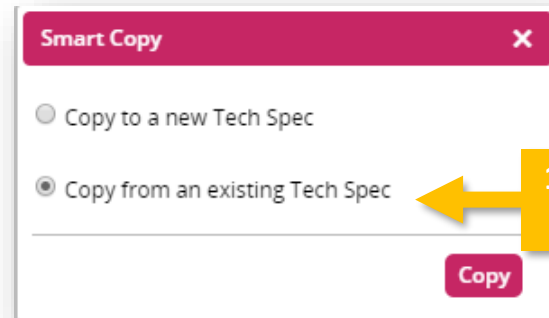 Smart Copy ×
Copy to a new Tech Spec
Copy from an existing Tech Spec
Copy